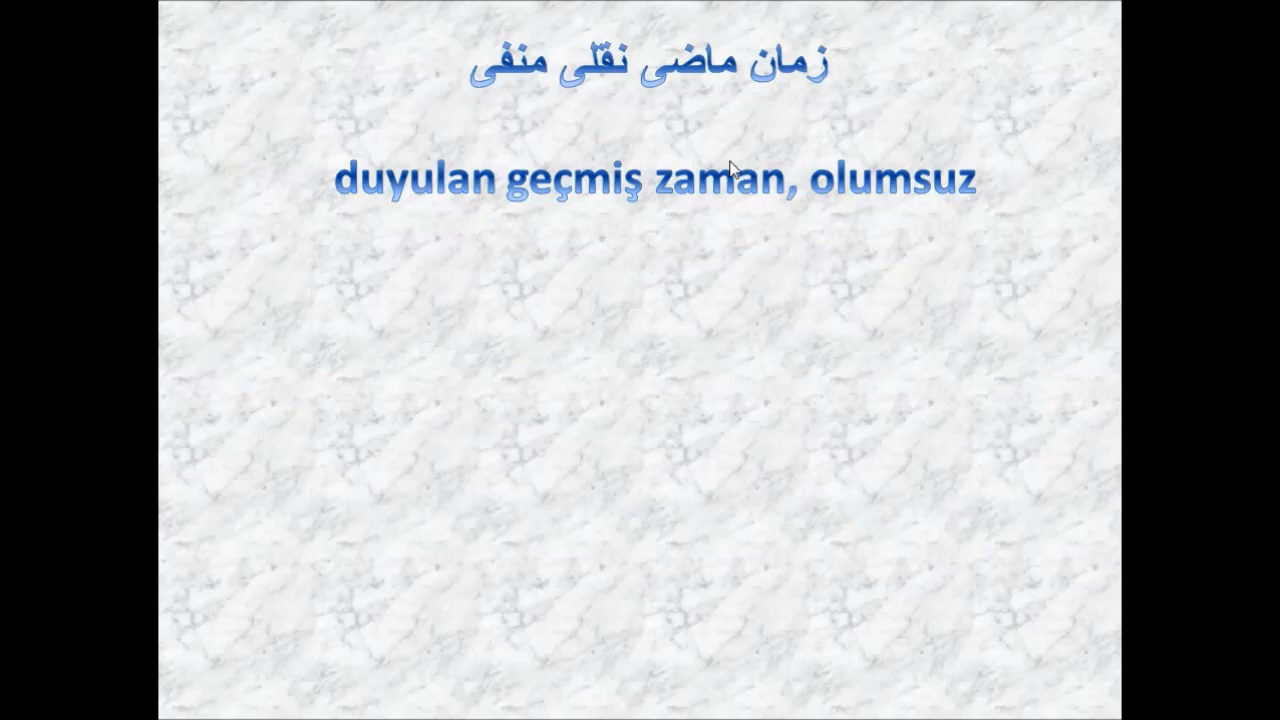 زمان ماضی نقلی منفی
duyulan geçmiş zaman, olumsuz